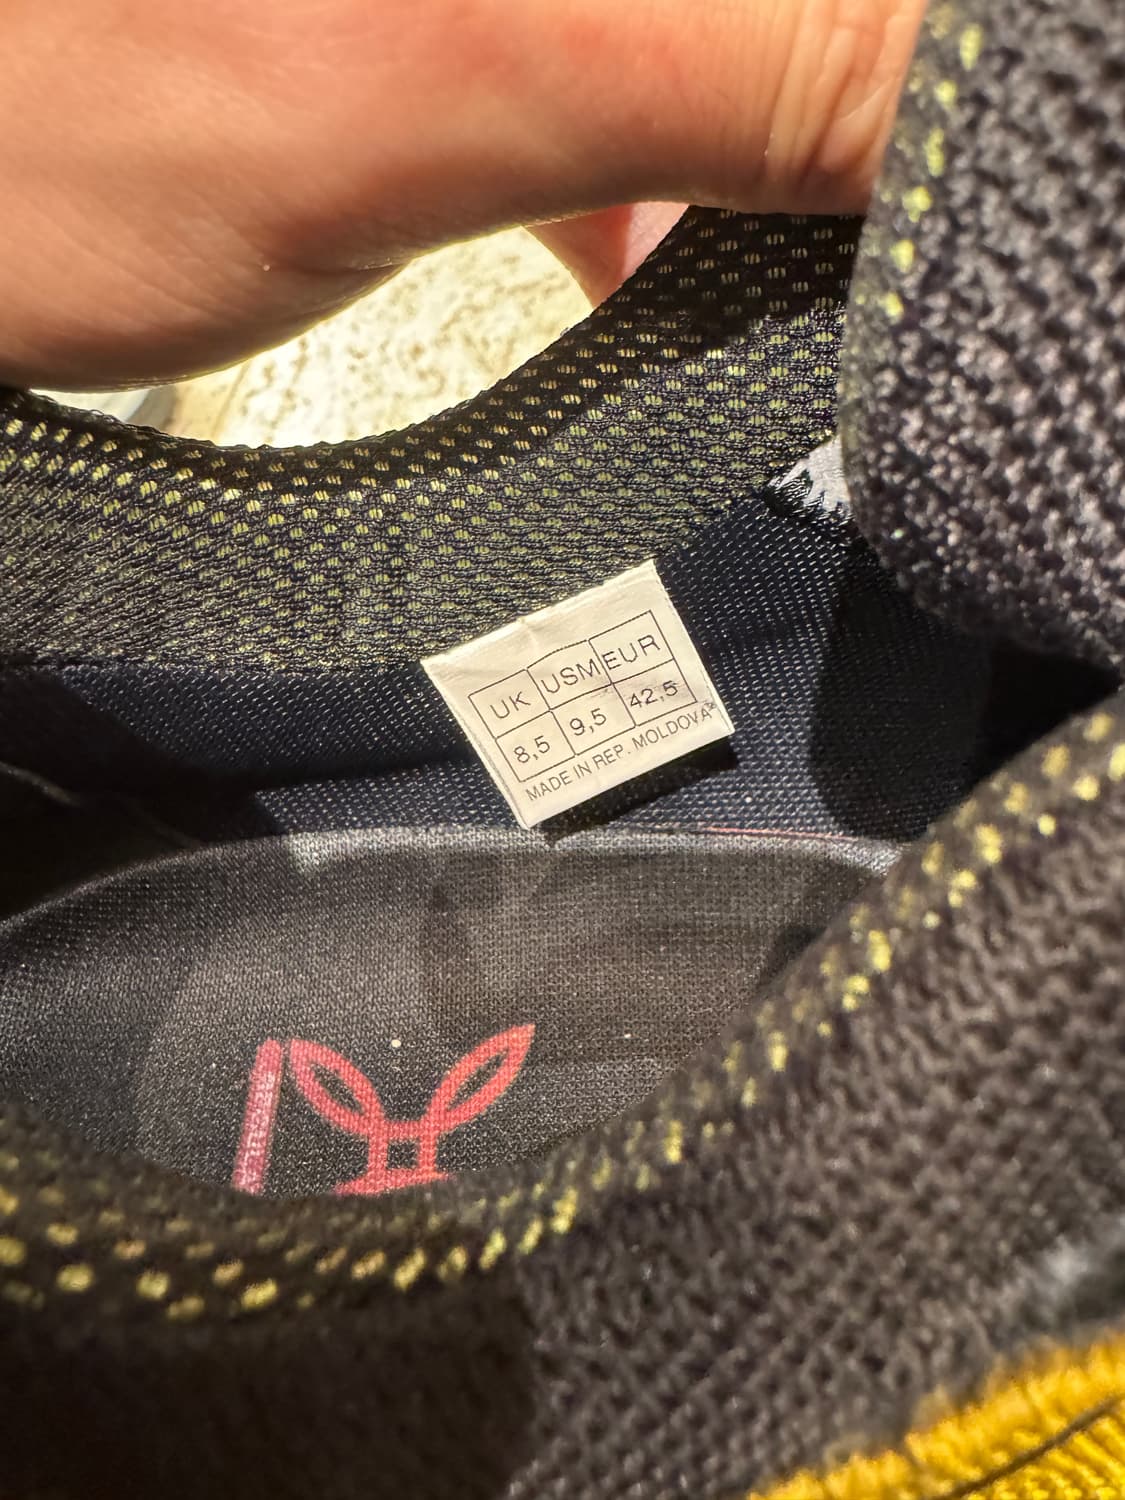 UK USM EUR
8,5 9,5 42,5
MADE IN REP. MOLDOVA